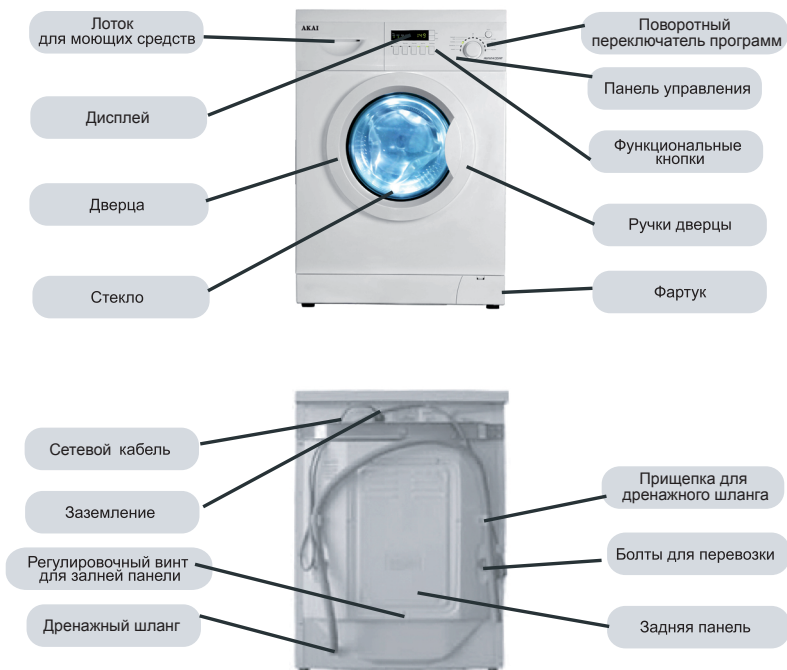 Лоток
для моющих средств
AKAI
Поворотный
переключатель программ
Панель управления
Дисплей
Функциональные
кнопки
Дверца
Ручки дверцы
Стекло
Фартук
Сетевой кабель
Прищепка для
дренажного шланга
Заземление
Регулировочный винт
для залней панели
Болты для перевозки
Дренажный шланг
Задняя панель